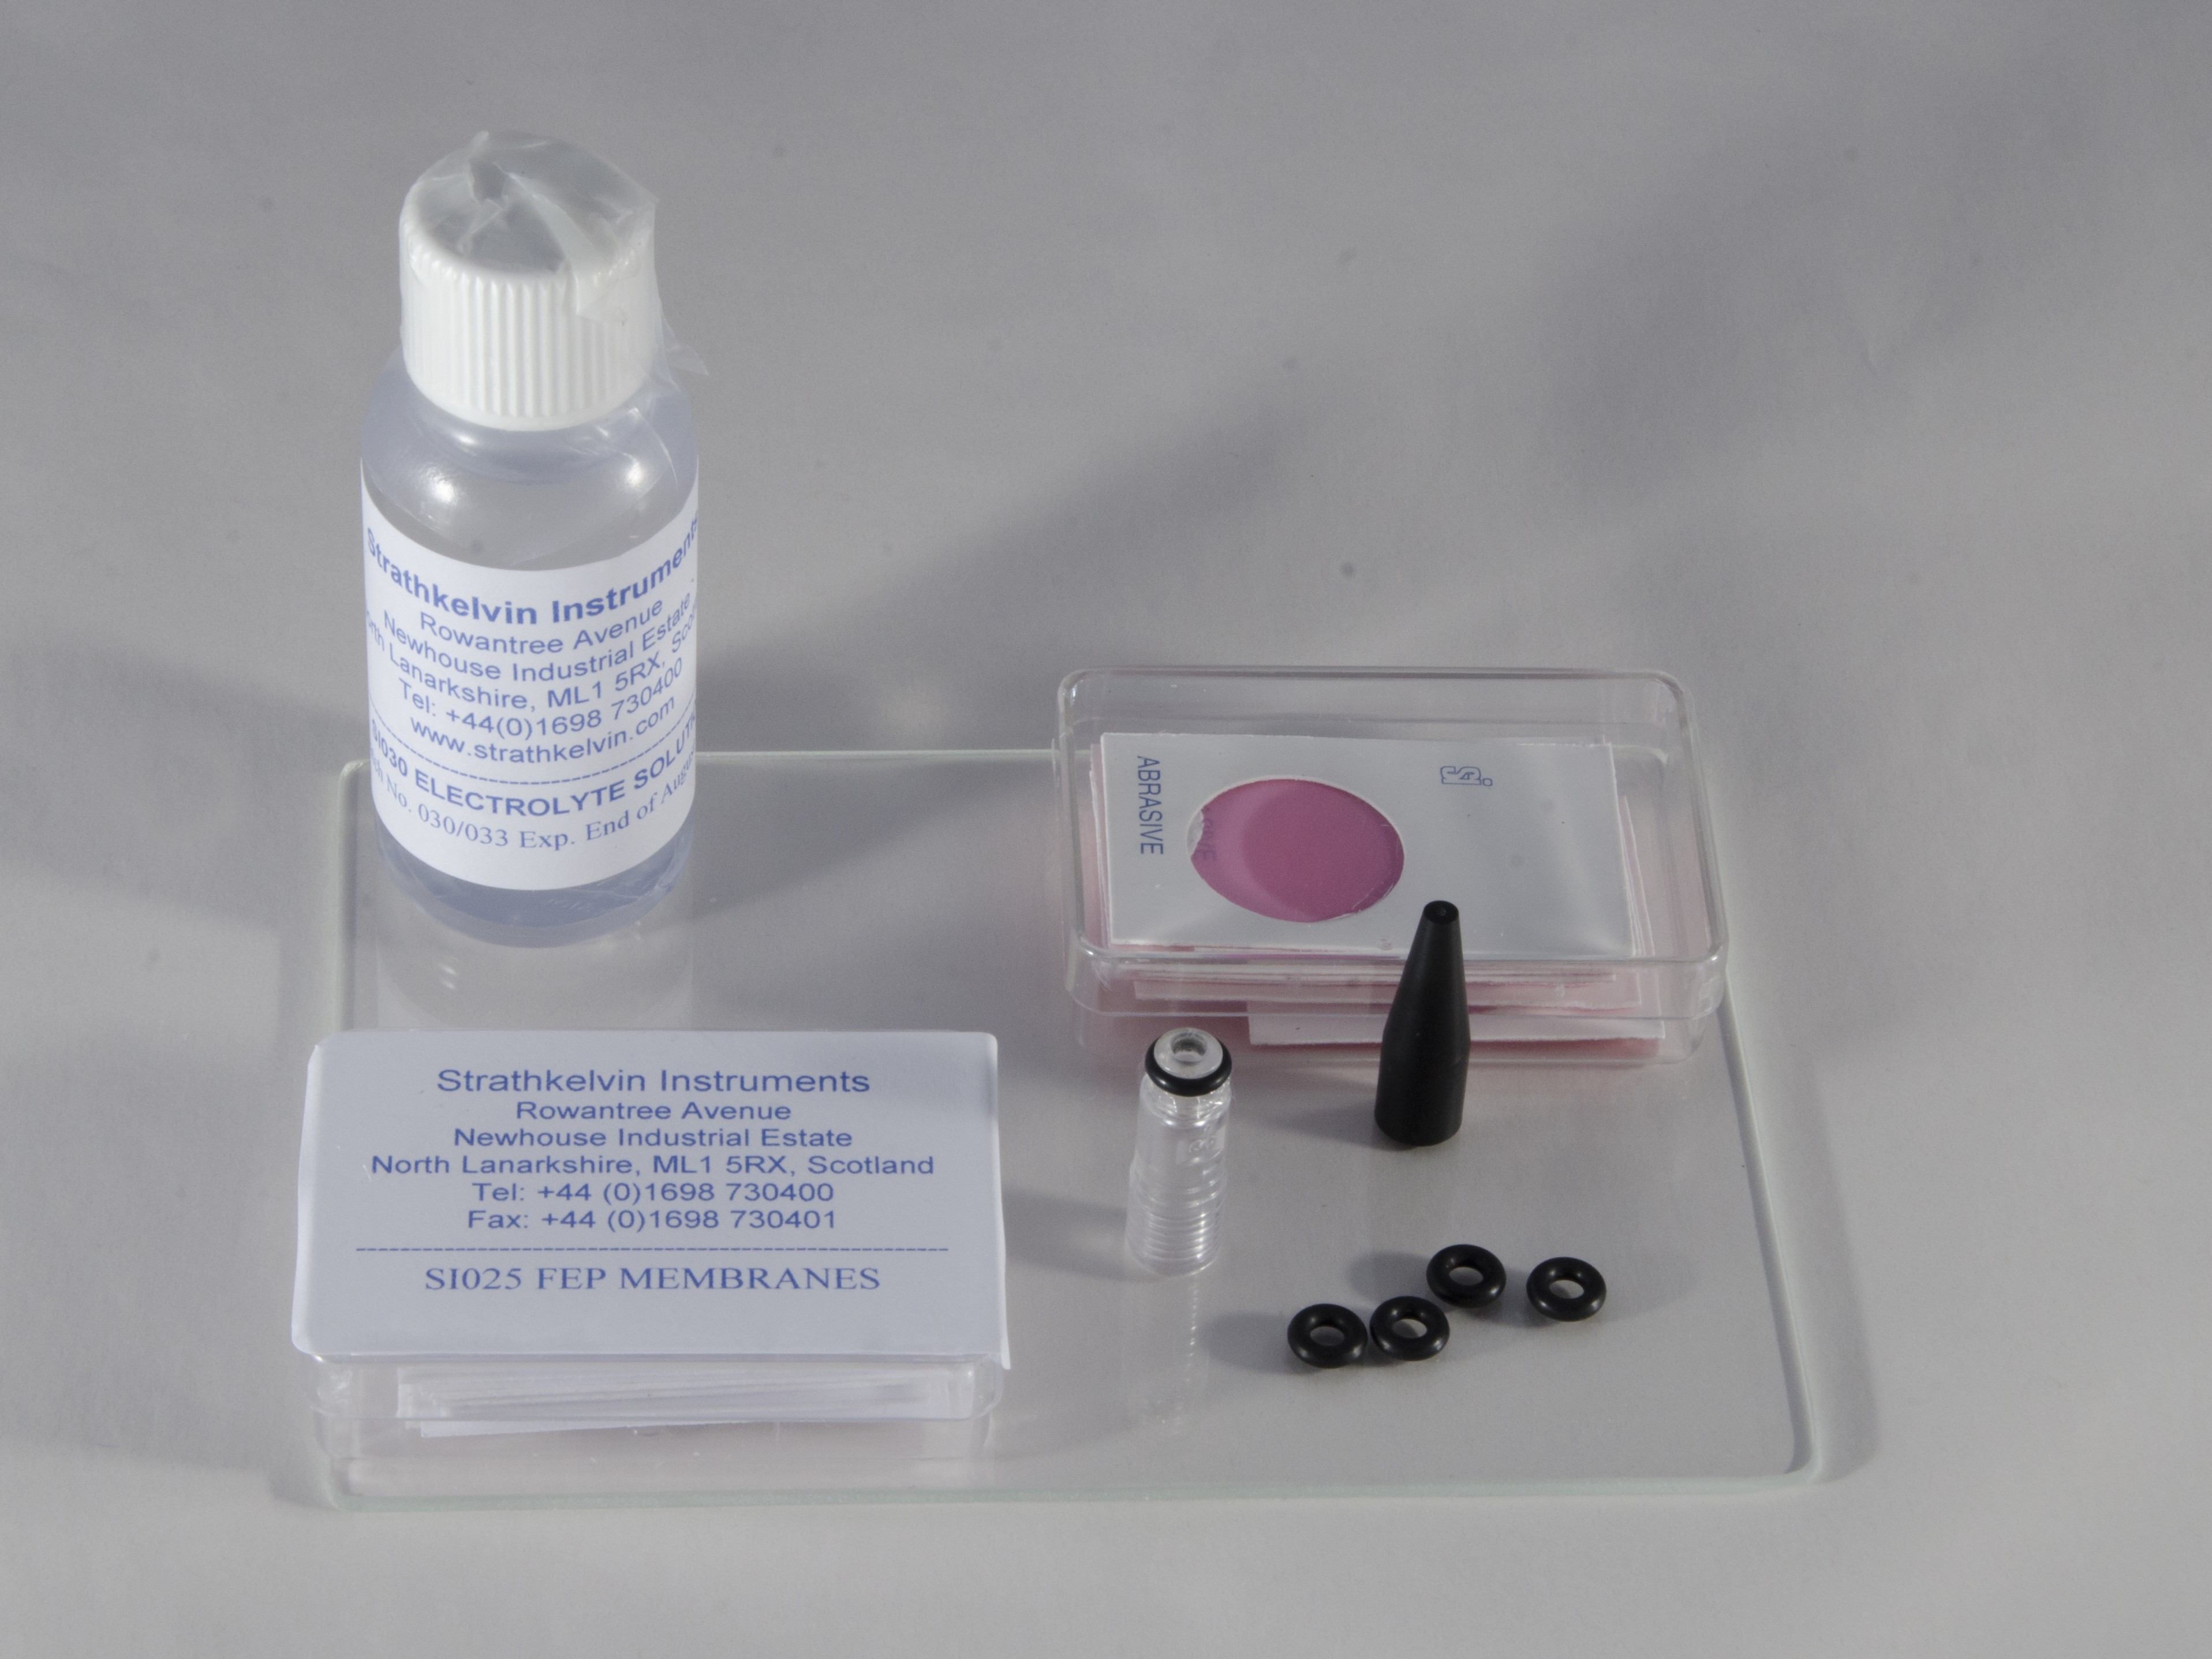 Strathkelvin Instruments
Rowantree Avenue
Newhouse Industrial Estate
Lanarkshire, ML1 5RX,
Tel: +44(0)1698 730400
www.strathkelvin.com
SI030 ELECTROLYTE
No. 030/033 Exp. End of
ABRASIVE
Strathkelvin Instruments
Rowantree Avenue
Newhouse Industrial Estate
North Lanarkshire, ML1 5RX, Scotland
Tel: +44 (0)1698 730400
Fax: +44 (0)1698 730401
SI025 FEP MEMBRANES